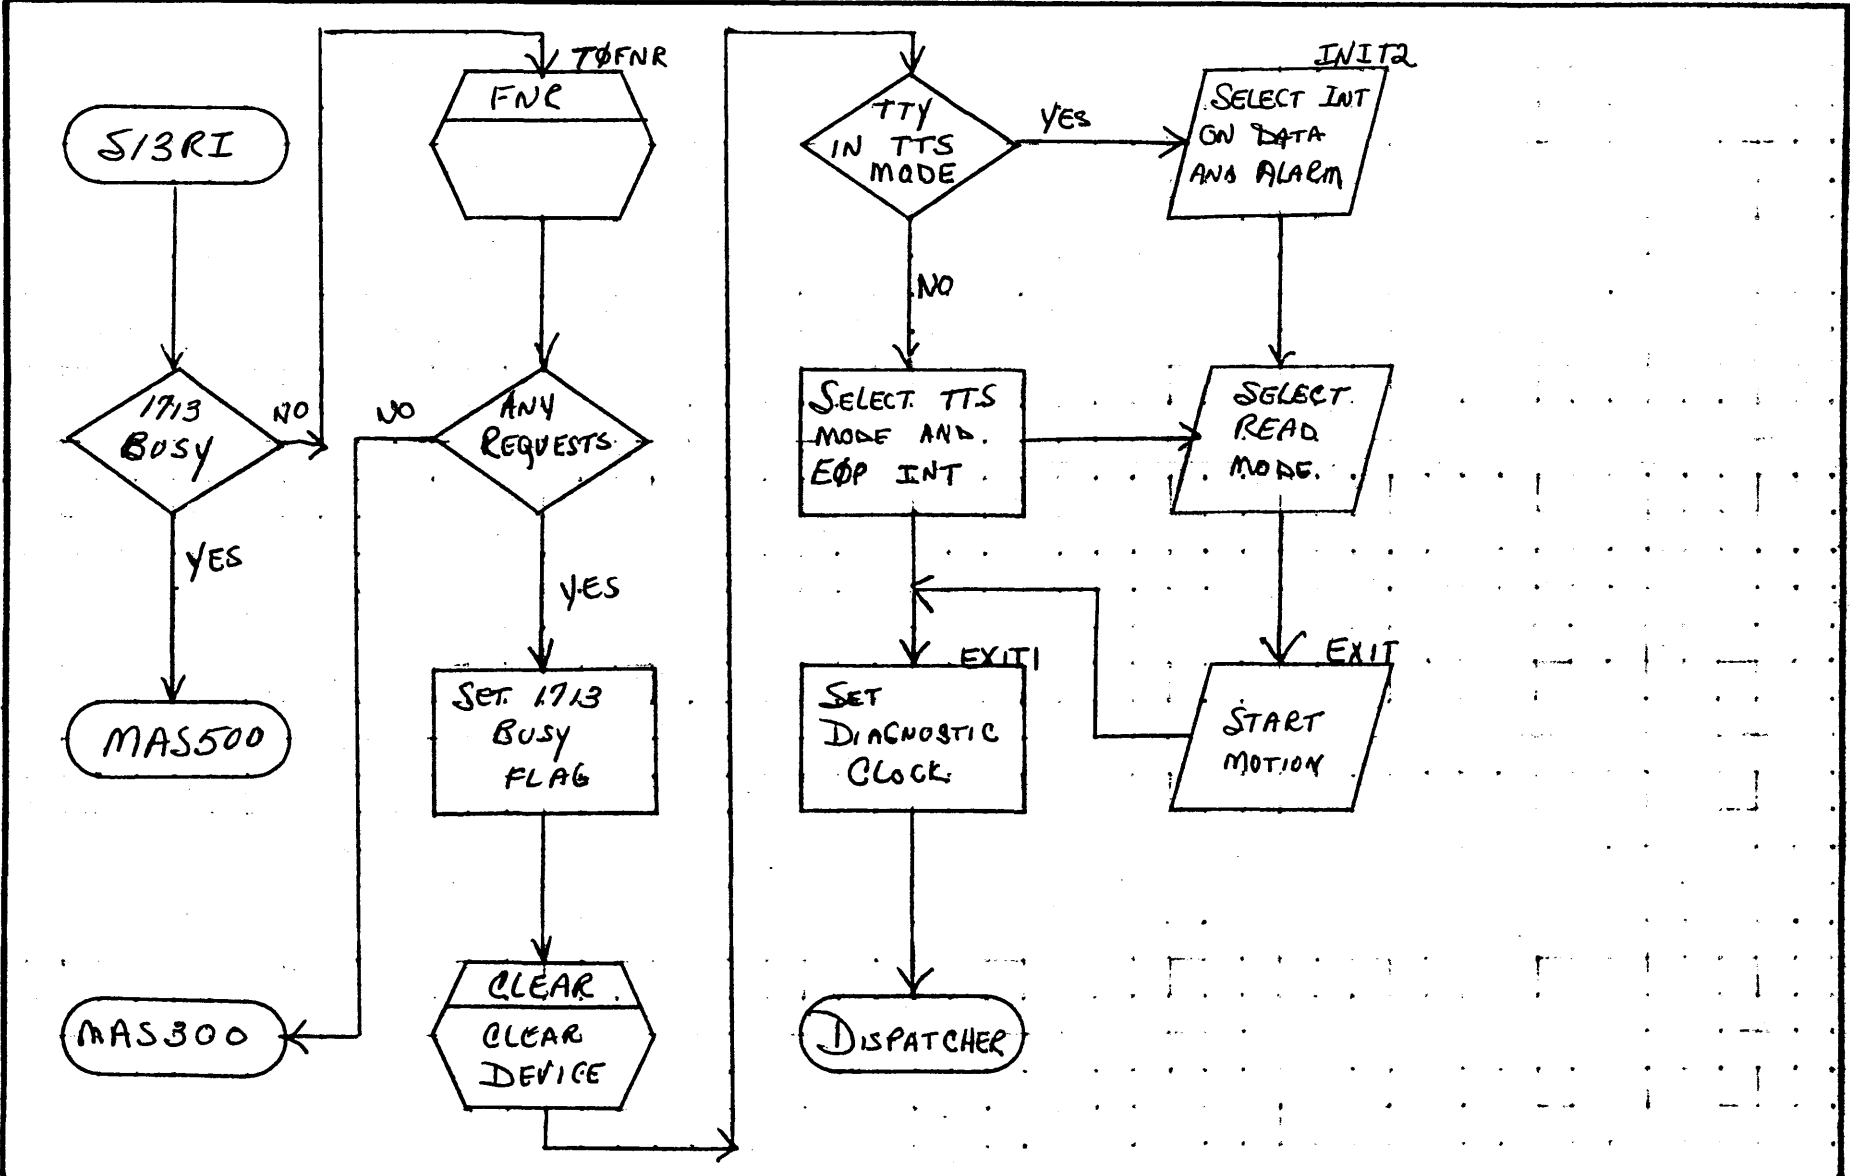 S13RI
1713
BUSY
NO
YES
MAS500
MAS300
TØFNR
FNR
ANY
REQUESTS
NO
YES
SET 1713
BUSY
FLAG
CLEAR
CLEAR
DEVICE
TTY
IN TTS
MODE
YES
NO
SELECT TTS
MODE AND
EØP INT
EXIT1
SET
DIAGNOSTIC
CLOCK
DISPATCHER
INIT2
SELECT INT
ON DATA
AND ALARM
SELECT
READ
MODE
EXIT
START
MOTION